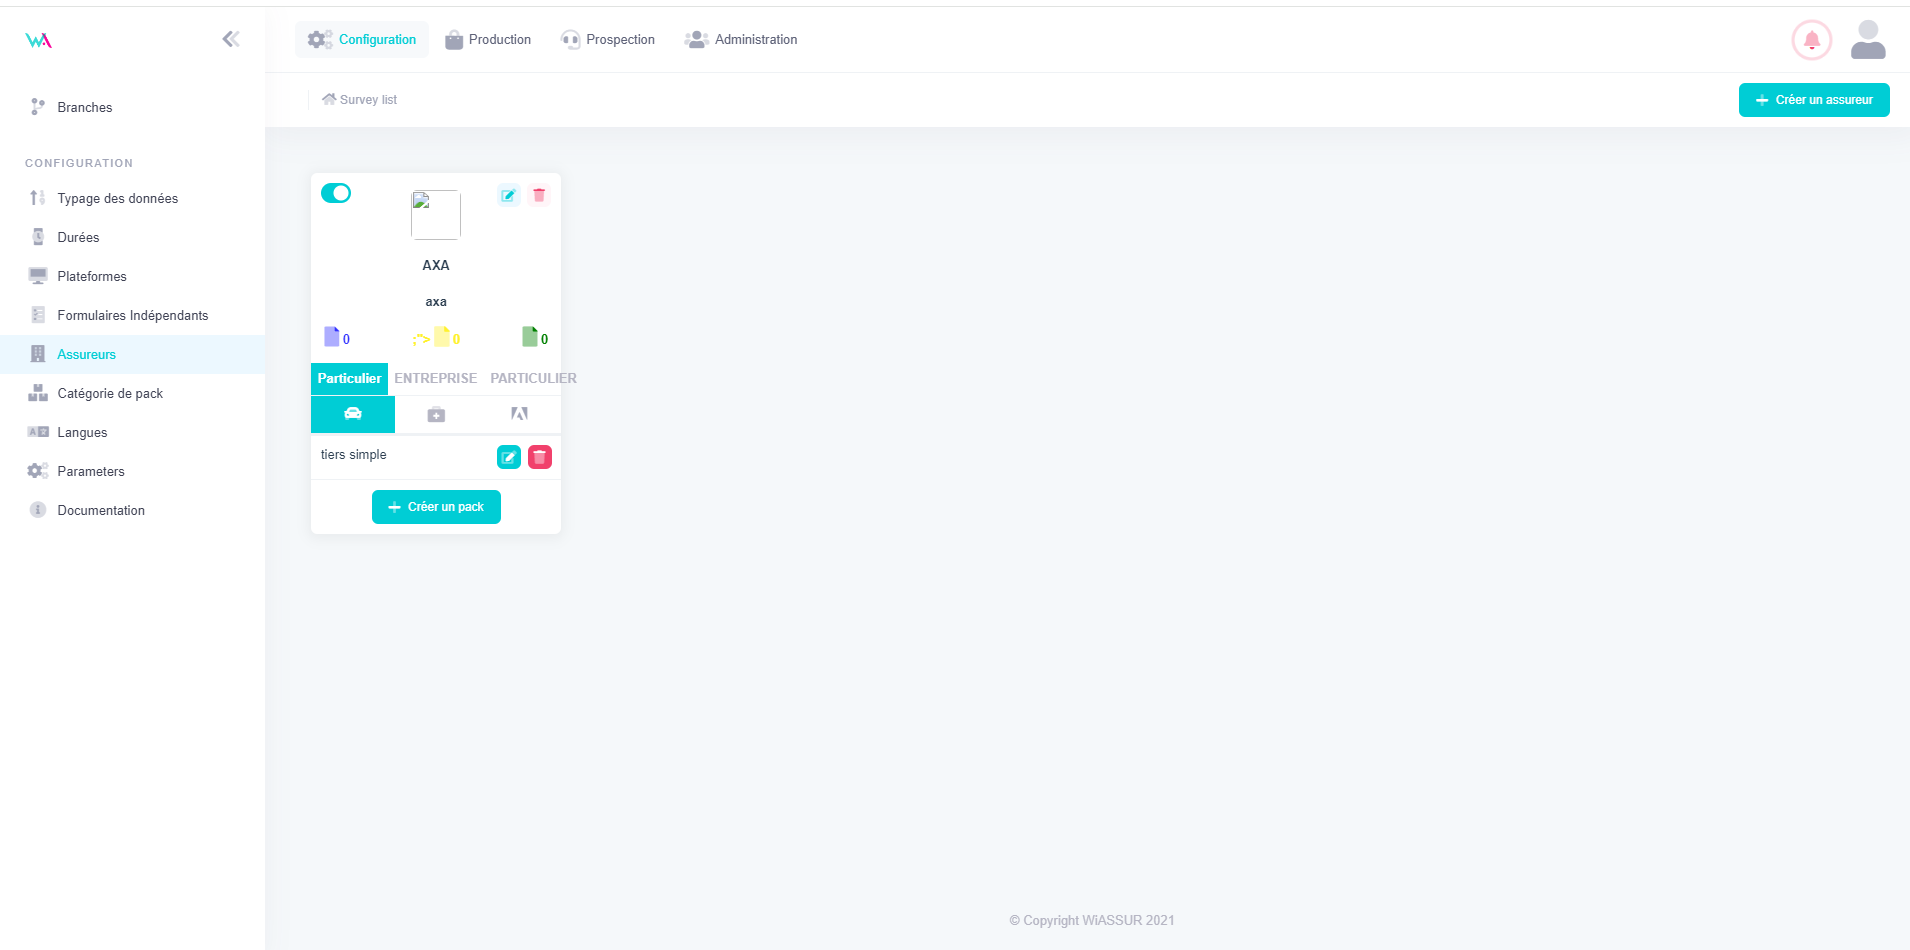 WA
Configuration
Production
Prospection
Administration
Survey list
Créer un assureur
Branches
CONFIGURATION
Typage des données
Durées
Plateformes
Formulaires Indépendants
Assureurs
Catégorie de pack
Langues
Parameters
Documentation
AXA
axa
0
;"> 0
0
Particulier ENTREPRISE PARTICULIER
tiers simple
Créer un pack
© Copyright WiASSUR 2021